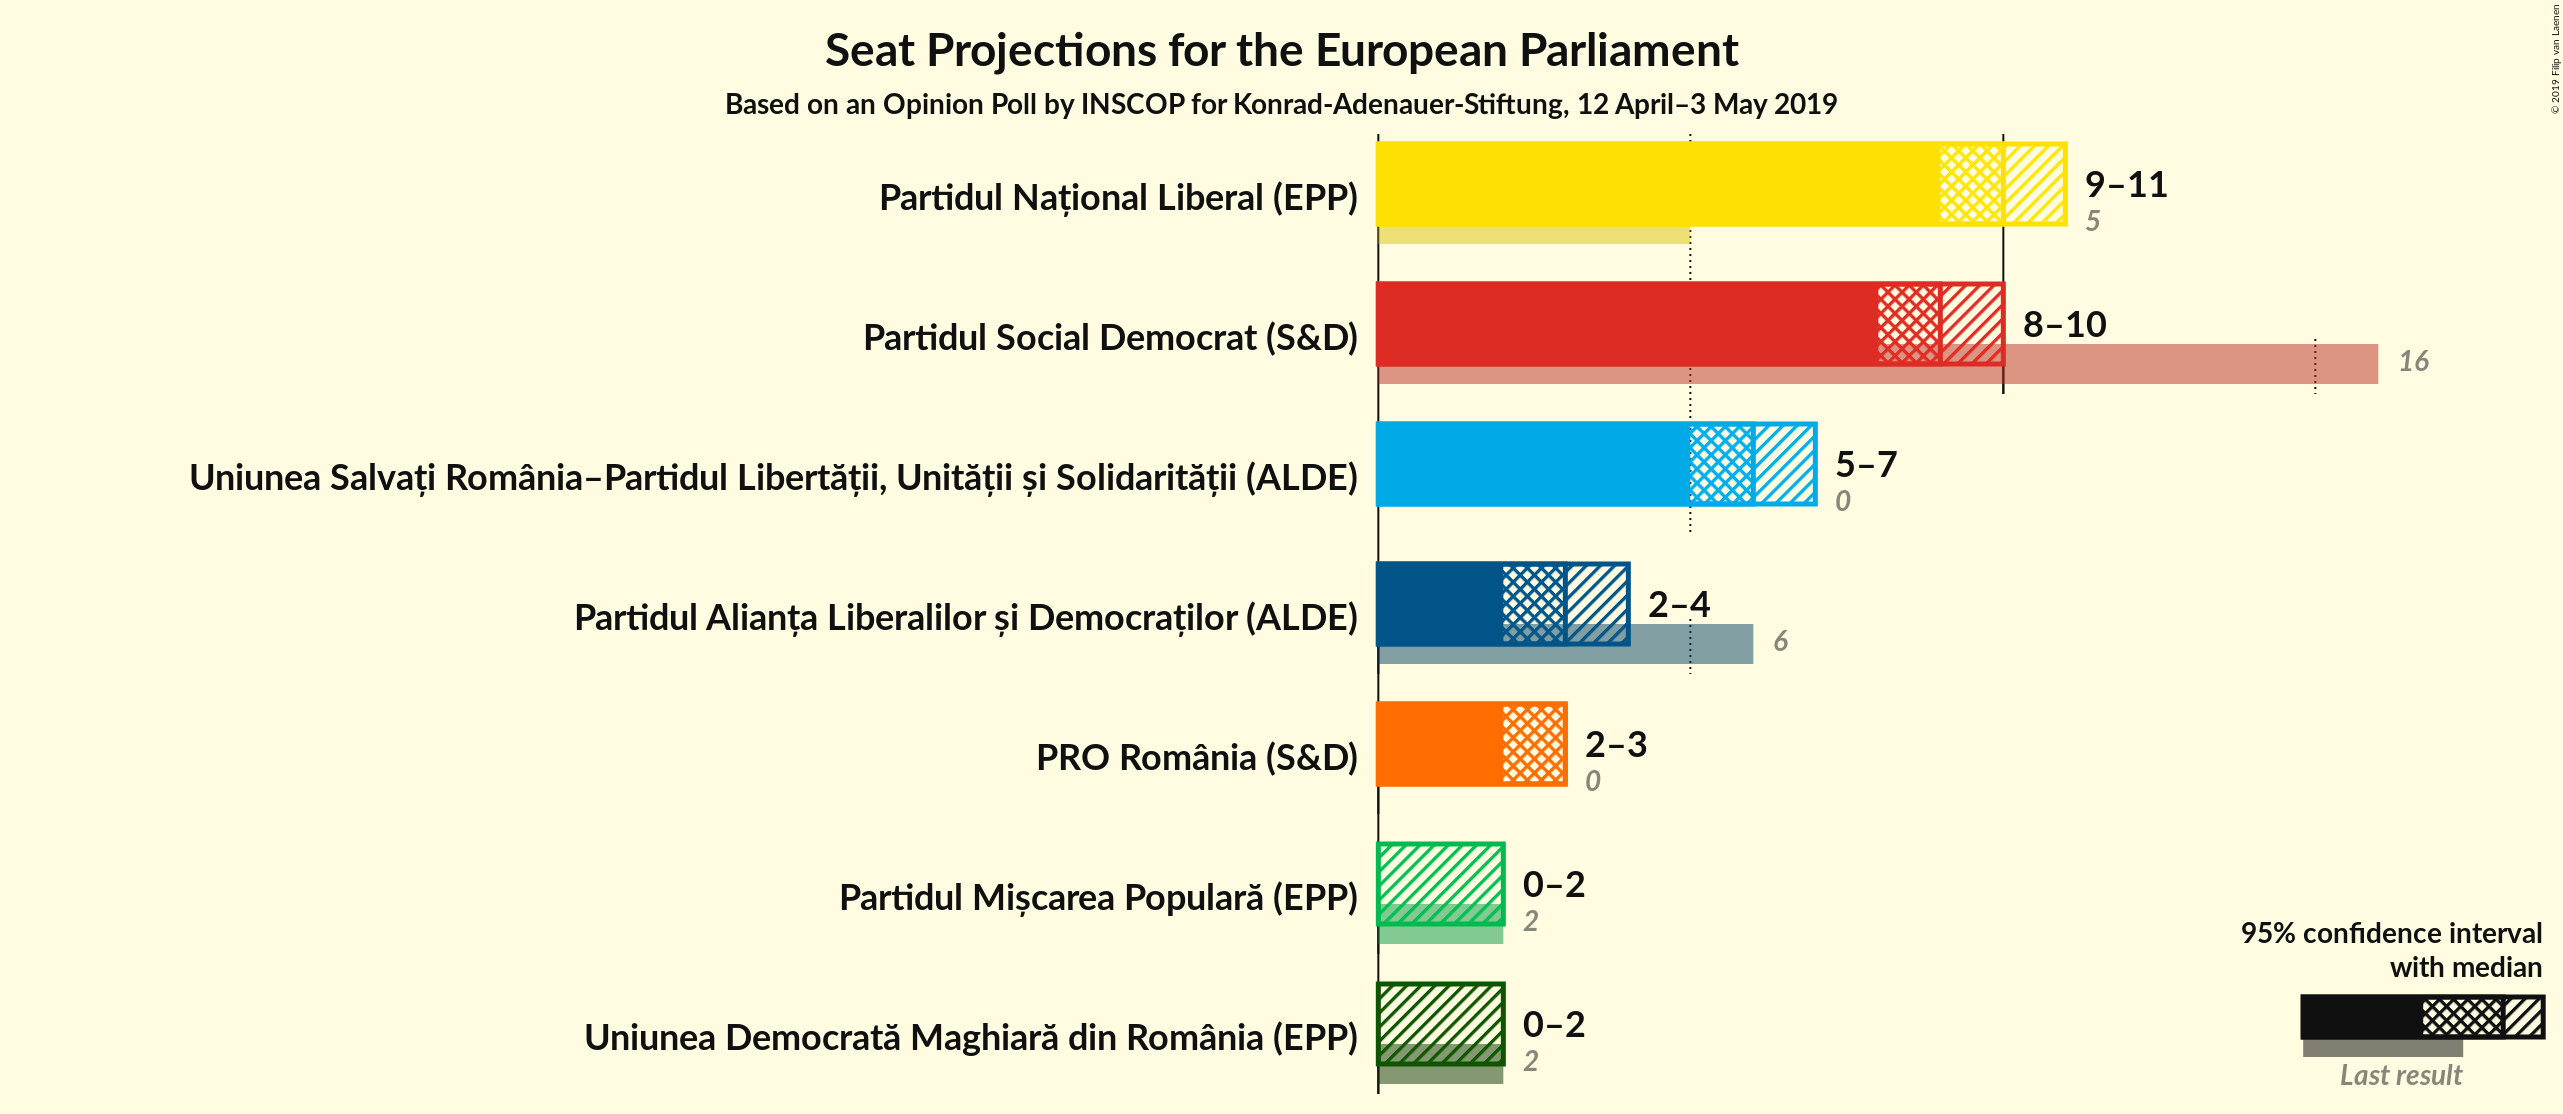 Seat Projections for the European Parliament
Based on an Opinion Poll by INSCOP for Konrad-Adenauer-Stiftung, 12 April–3 May 2019
© 2019 Filip van Laenen
Partidul Național Liberal (EPP)
9–11
5
Partidul Social Democrat (S&D)
8–10
16
Uniunea Salvați România–Partidul Libertății, Unității și Solidarității (ALDE)
5–7
0
Partidul Alianța Liberalilor și Democraților (ALDE)
2–4
6
PRO România (S&D)
2–3
0
Partidul Mișcarea Populară (EPP)
0–2
2
Uniunea Democrată Maghiară din România (EPP)
0–2
2
95% confidence interval
with median
Last result